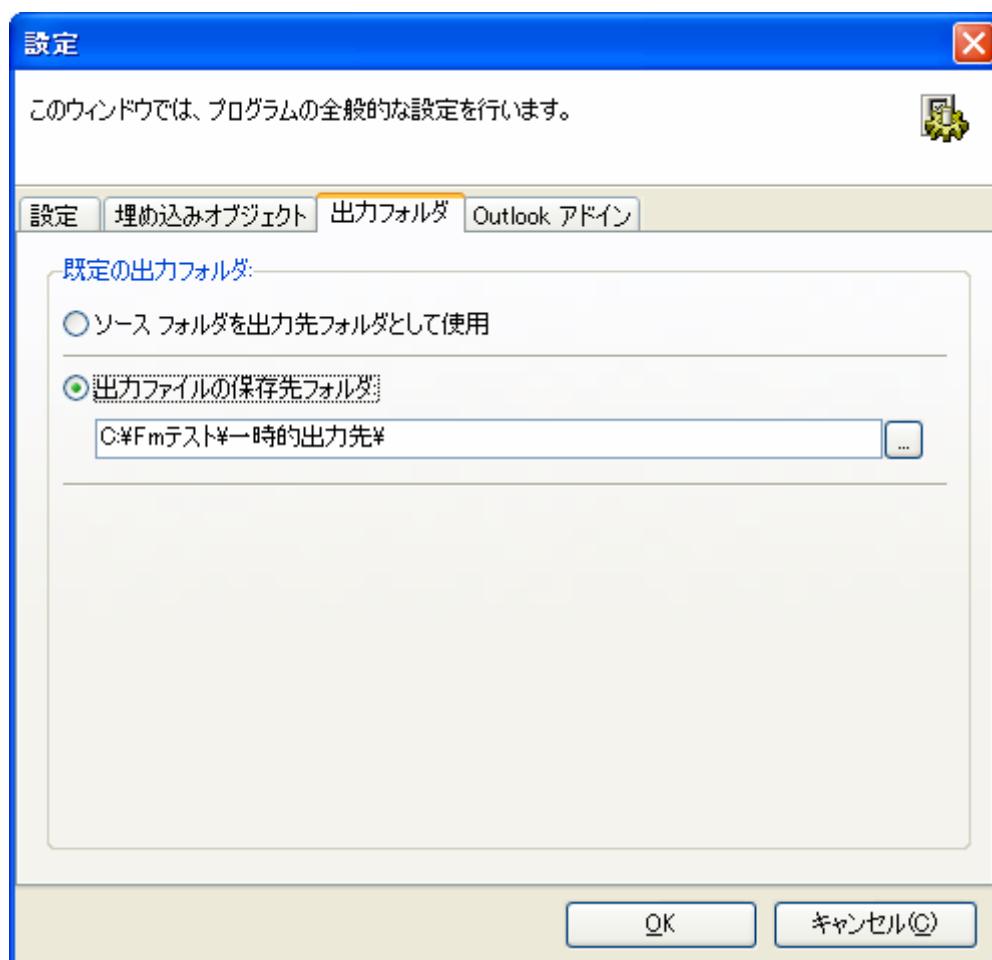 設定
このウィンドウでは、プログラムの全般的な設定を行います。
設定 埋め込みオブジェクト 出力フォルダ Outlook アドイン
既定の出力フォルダ:
ソース フォルダを出力先フォルダとして使用
出力ファイルの保存先フォルダ:
C:¥Fmテスト¥一時的出力先¥
...
OK キャンセル(C)